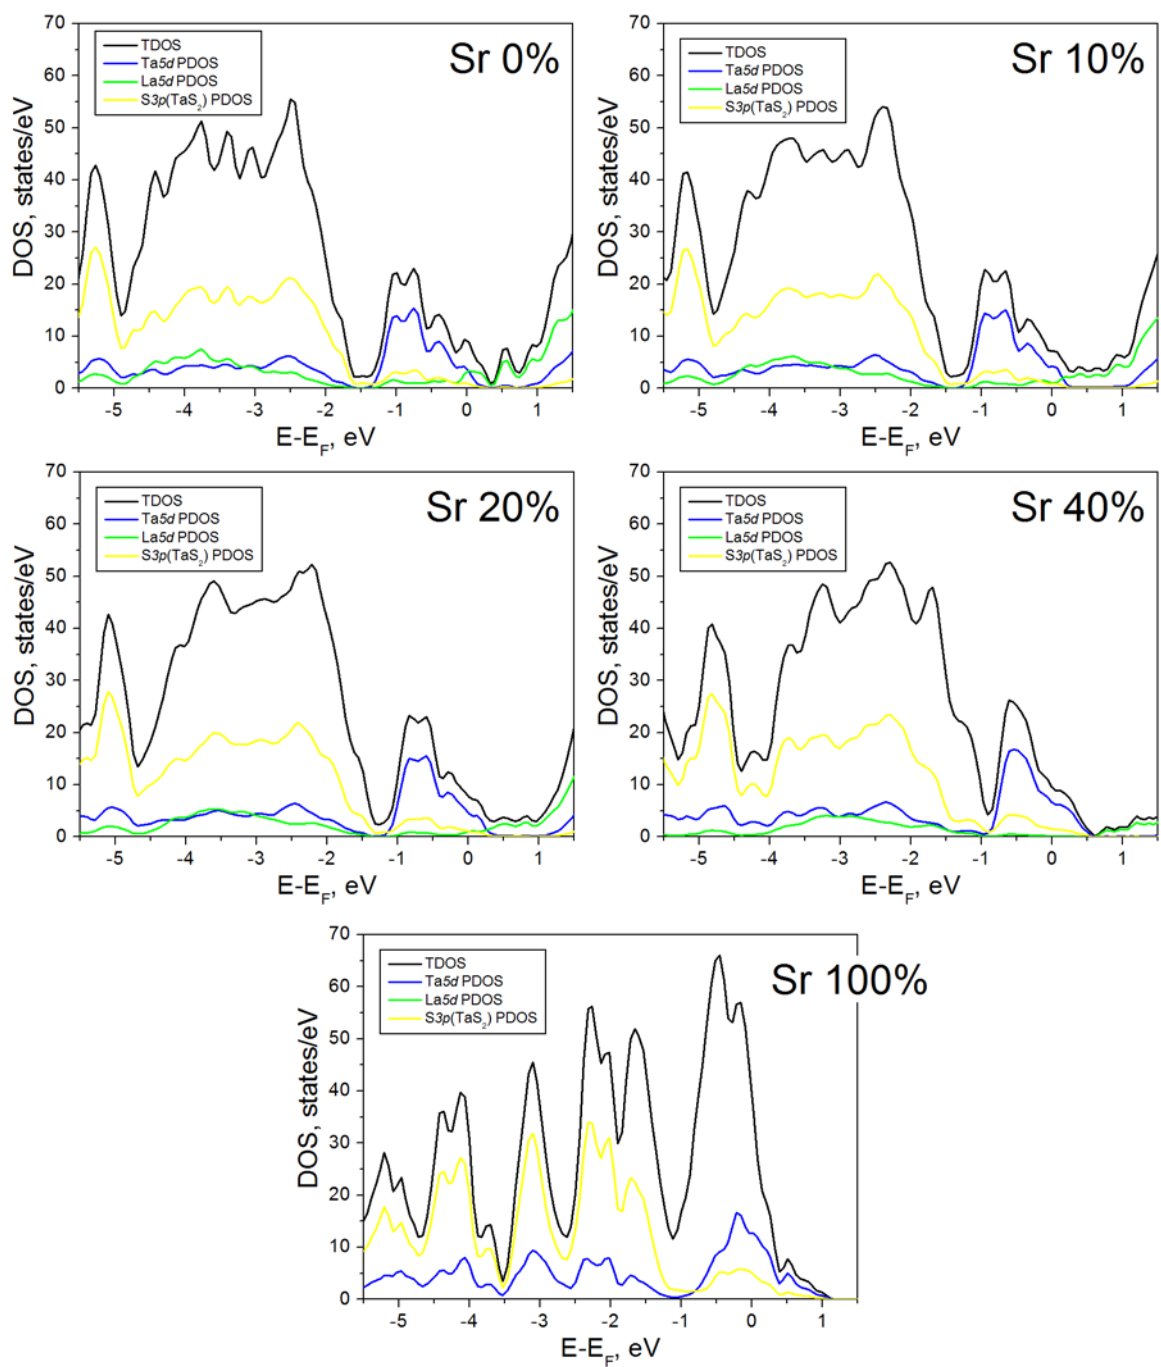 Sr 0%
TDOS
Ta5d PDOS
La5d PDOS
S3p(TaS₂) PDOS
DOS, states/eV
70
60
50
40
30
20
10
0
-5 -4 -3 -2 -1 0 1
E-E_F, eV
Sr 10%
TDOS
Ta5d PDOS
La5d PDOS
S3p(TaS₂) PDOS
DOS, states/eV
70
60
50
40
30
20
10
0
-5 -4 -3 -2 -1 0 1
E-E_F, eV
Sr 20%
TDOS
Ta5d PDOS
La5d PDOS
S3p(TaS₂) PDOS
DOS, states/eV
70
60
50
40
30
20
10
0
-5 -4 -3 -2 -1 0 1
E-E_F, eV
Sr 40%
TDOS
Ta5d PDOS
La5d PDOS
S3p(TaS₂) PDOS
DOS, states/eV
70
60
50
40
30
20
10
0
-5 -4 -3 -2 -1 0 1
E-E_F, eV
Sr 100%
TDOS
Ta5d PDOS
La5d PDOS
S3p(TaS₂) PDOS
DOS, states/eV
70
60
50
40
30
20
10
0
-5 -4 -3 -2 -1 0 1
E-E_F, eV